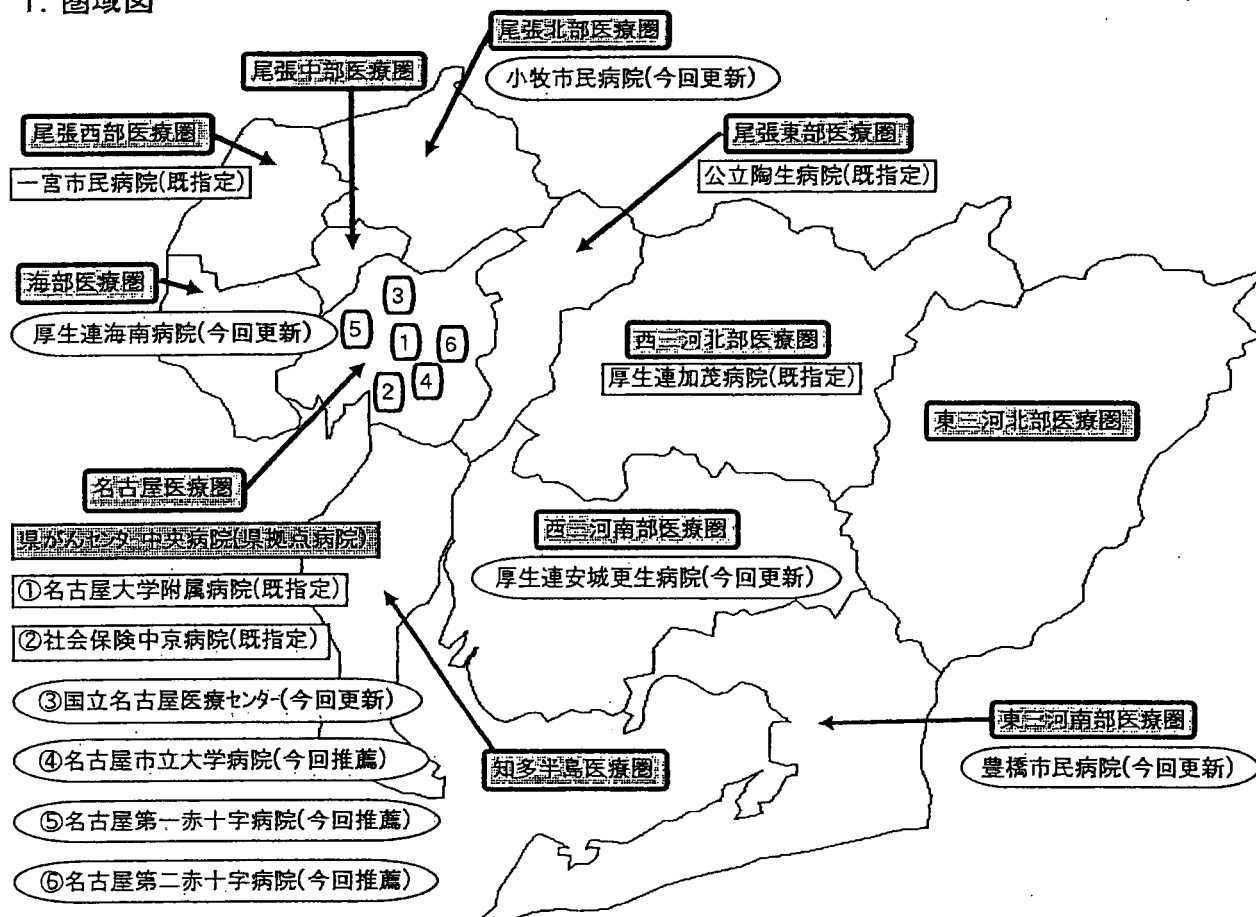 1. 圏域図
尾張北部医療圏
小牧市民病院(今回更新)
尾張中部医療圏
尾張西部医療圏
一宮市民病院(既指定)
尾張東部医療圏
公立陶生病院(既指定)
海部医療圏
厚生連海南病院(今回更新)
3
5
1
6
2
4
西三河北部医療圏
厚生連加茂病院(既指定)
東三河北部医療圏
名古屋医療圏
県がんセンター中央病院(県拠点病院)
①名古屋大学附属病院(既指定)
②社会保険中京病院(既指定)
③国立名古屋医療センター(今回更新)
④名古屋市立大学病院(今回推薦)
⑤名古屋第一赤十字病院(今回推薦)
⑥名古屋第二赤十字病院(今回推薦)
西三河南部医療圏
厚生連安城更生病院(今回更新)
知多半島医療圏
東三河南部医療圏
豊橋市民病院(今回更新)